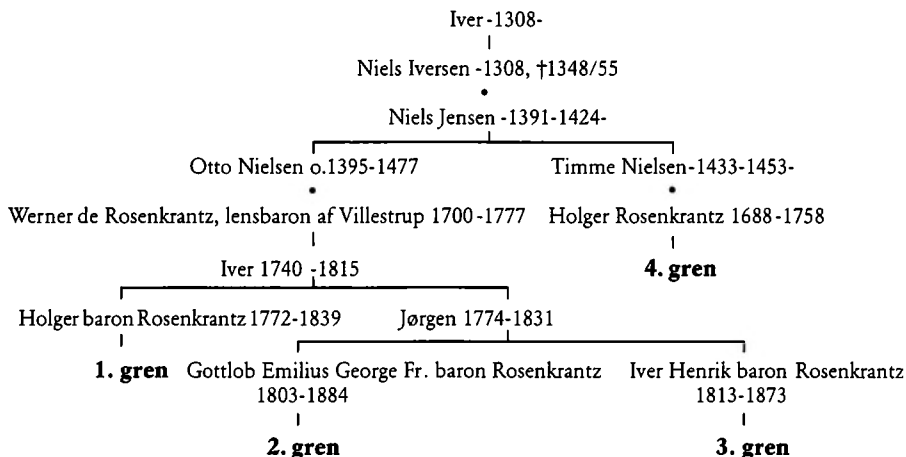 Iver -1308-
Niels Iversen -1308, †1348/55
Niels Jensen -1391-1424-
Otto Nielsen o.1395-1477
Timme Nielsen-1433-1453-
Werner de Rosenkrantz, lensbaron af Villestrup 1700-1777
Holger Rosenkrantz 1688-1758
Iver 1740 -1815
4. gren
Holger baron Rosenkrantz 1772-1839
Jørgen 1774-1831
1. gren
Gottlob Emilius George Fr. baron Rosenkrantz
Iver Henrik baron Rosenkrantz
1803-1884
1813-1873
2. gren
3. gren